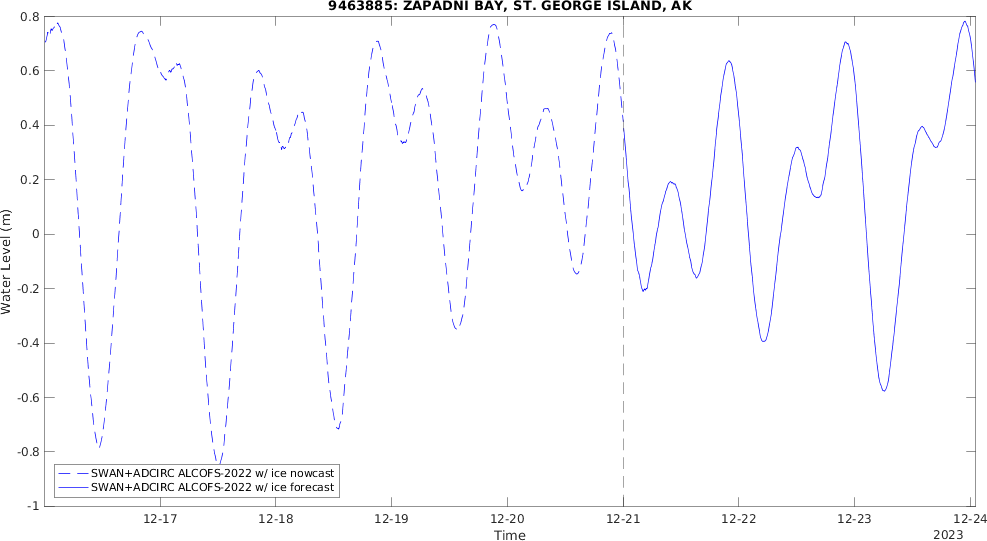 9463885: ZAPADNI BAY, ST. GEORGE ISLAND, AK
0.8
0.6
0.4
0.2
0
-0.2
-0.4
-0.6
-0.8
-1
Water Level (m)
SWAN+ADCIRC ALCOFS-2022 w/ ice nowcast
SWAN+ADCIRC ALCOFS-2022 w/ ice forecast
12-17 12-18 12-19 12-20 12-21 12-22 12-23 12-24
Time
2023